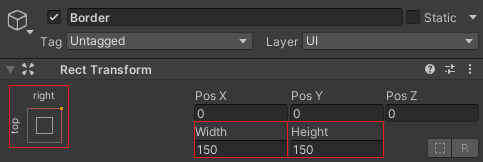 Border
Static
Tag Untagged Layer UI
Rect Transform
right
top
Pos X Pos Y Pos Z
0 0 0
Width Height
150 150
R